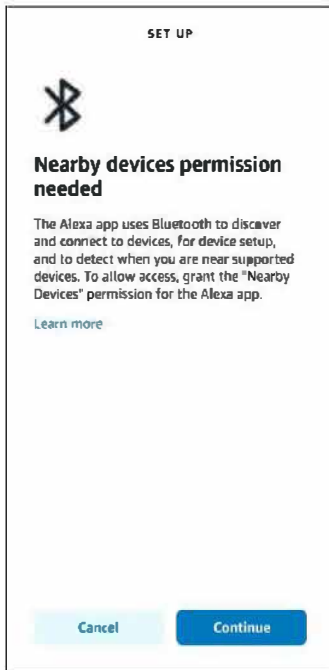 SET UP
Nearby devices permission
needed
The Alexa app uses Bluetooth to discover
and connect to devices, for device setup,
and to detect when you are near supported
devices. To allow access, grant the "Nearby
Devices" permission for the Alexa app.
Learn more
Cancel
Continue